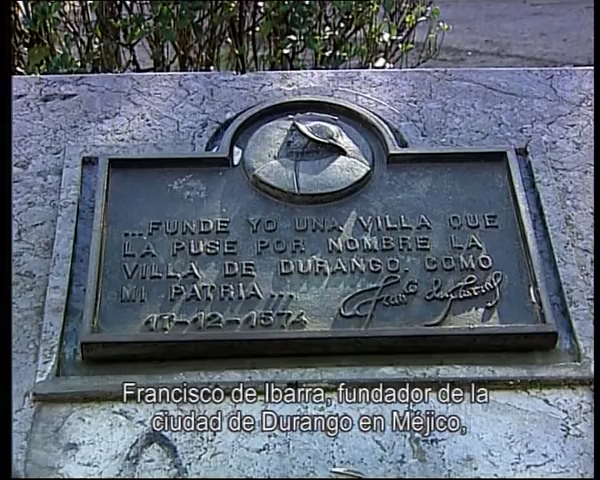 ...FUNDE YO UNA VILLA QUE
LA PUSE POR NOMBRE LA
VILLA DE DURANGO, COMO
MI PATRIA...
17-12-1574
Francisco de Ibarra, fundador de la
ciudad de Durango en Méjico,